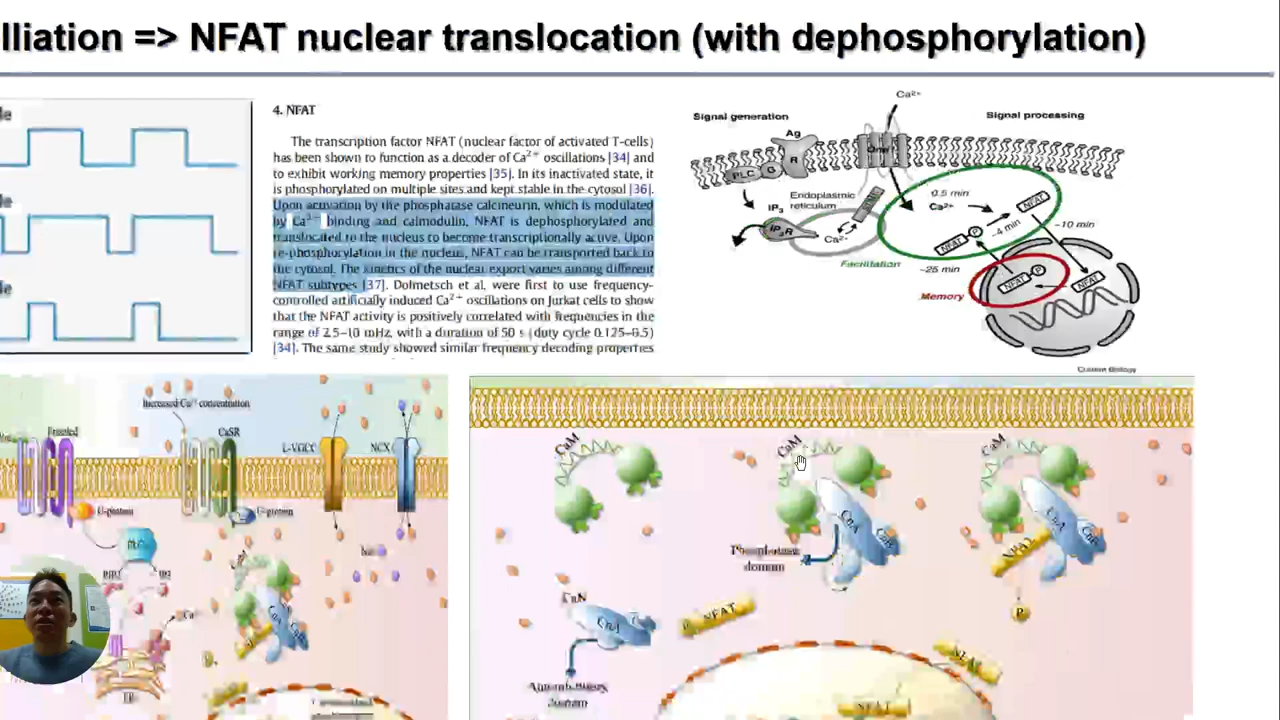 lliation => NFAT nuclear translocation (with dephosphorylation)
4. NFAT
The transcription factor NFAT (nuclear factor of activated T-cells)
has been shown to function as a decoder of Ca2+ oscillations [34] and
to exhibit working memory properties [35]. In its inactivated state, it
is phosphorylated on multiple sites and kept stable in the cytosol [36].
Upon activation by the phosphatase calcineurin, which is modulated
by Ca2+ binding and calmodulin, NFAT is dephosphorylated and
translocated to the nucleus to become transcriptionally active. Upon
re-phosphorylation in the nucleus, NFAT can be transported back to
the cytosol. The kinetics of the nuclear export varies among different
NFAT subtypes [37]. Dolmetsch et al. were first to use frequency-
controlled artificially induced Ca2+ oscillations on Jurkat cells to show
that the NFAT activity is positively correlated with frequencies in the
range of 2.5–10 mHz, with a duration of 50 s (duty cycle 0.125–0.5)
[34]. The same study showed similar frequency decoding properties
Signal generation
Ca2+
Signal processing
Ag
R
PLC
G
IP3
Endoplasmic
reticulum
IP3R
Ca2+
0.5 min
Ca2+
NFAT
~4 min
NFAT
P
~10 min
~25 min
Facilitation
Memory
NFAT
P
NFAT
Current Biology
Increased Ca2+ concentration
Frizzled
CaSR
L-VGCC
NCX
G-protein
G-protein
CaM
CaM
CaM
CnA
CnB
CnA
CnB
Phosphatase
domain
NFAT
P
CaN
CnA
P
NFAT
NFAT
Auto-inhibitory
domain
NFAT